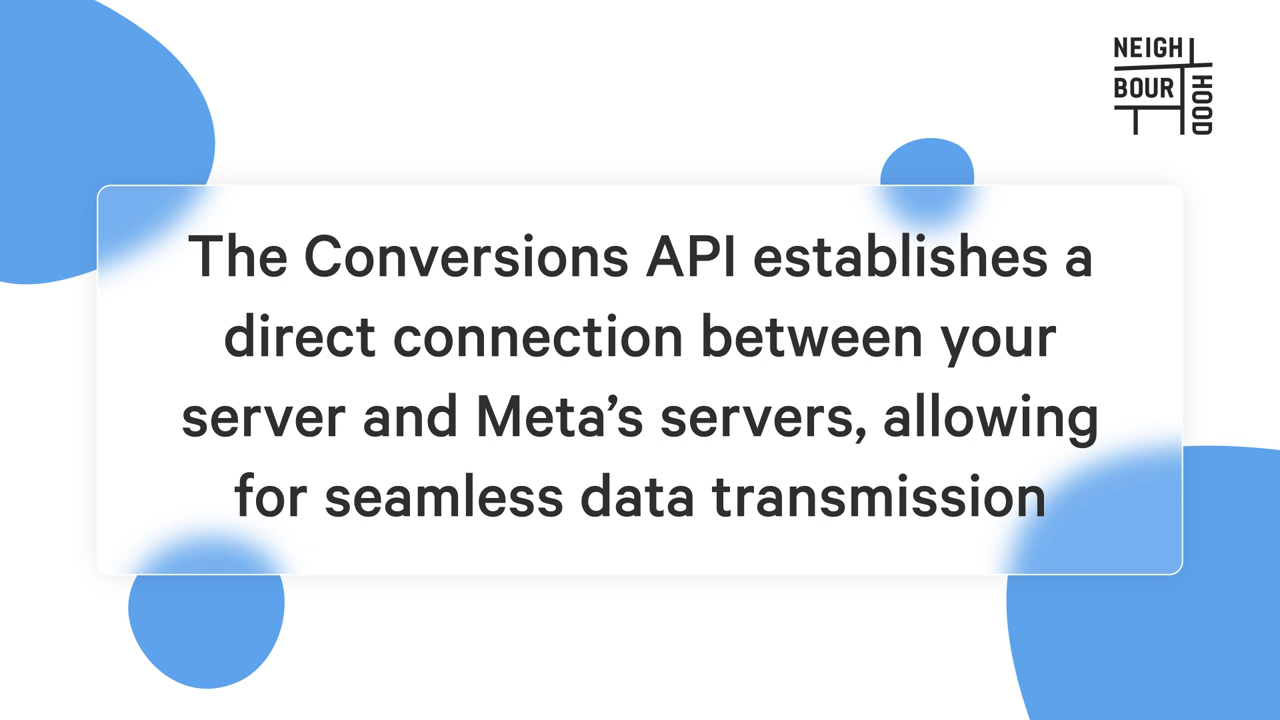 NEIGH
BOUR
HOOD
The Conversions API establishes a
direct connection between your
server and Meta’s servers, allowing
for seamless data transmission